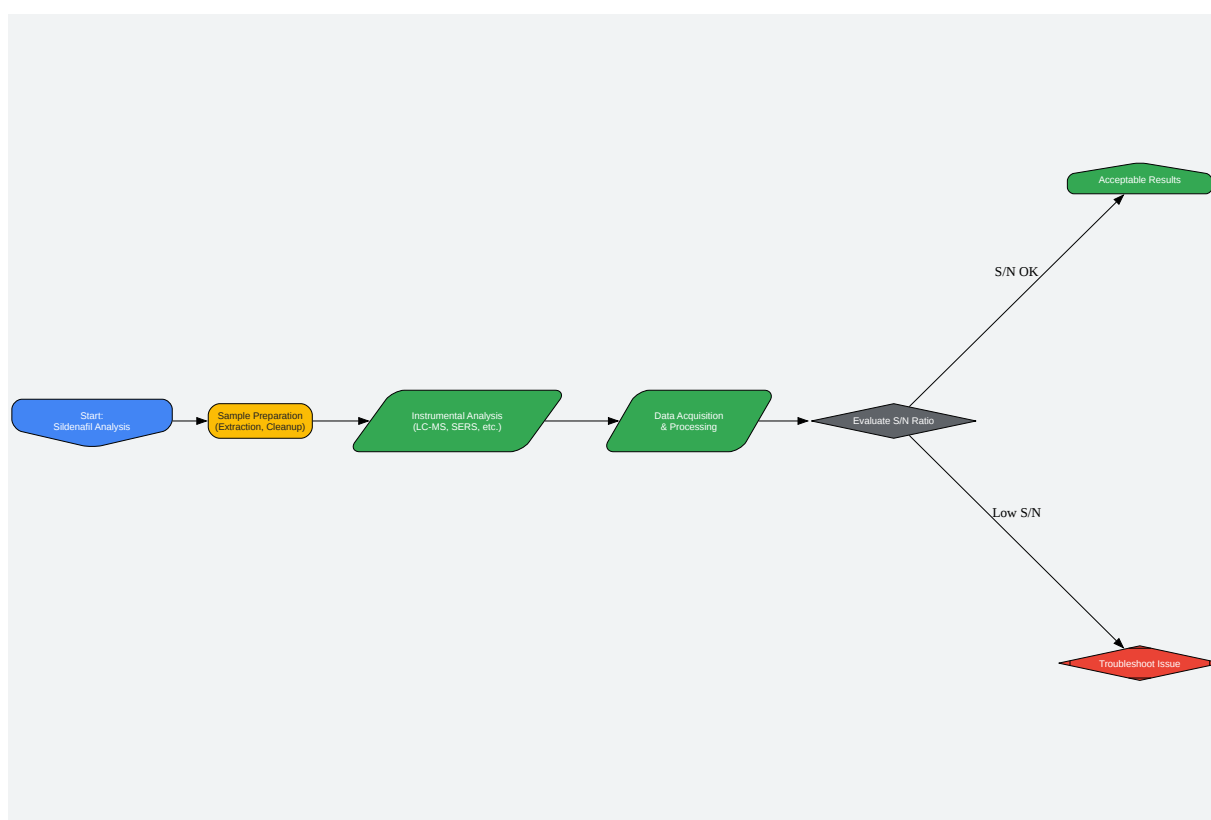 Start:
Sildenafil Analysis
Sample Preparation
(Extraction, Cleanup)
Instrumental Analysis
(LC-MS, SERS, etc.)
Data Acquisition
& Processing
Evaluate S/N Ratio
S/N OK
Acceptable Results
Low S/N
Troubleshoot Issue